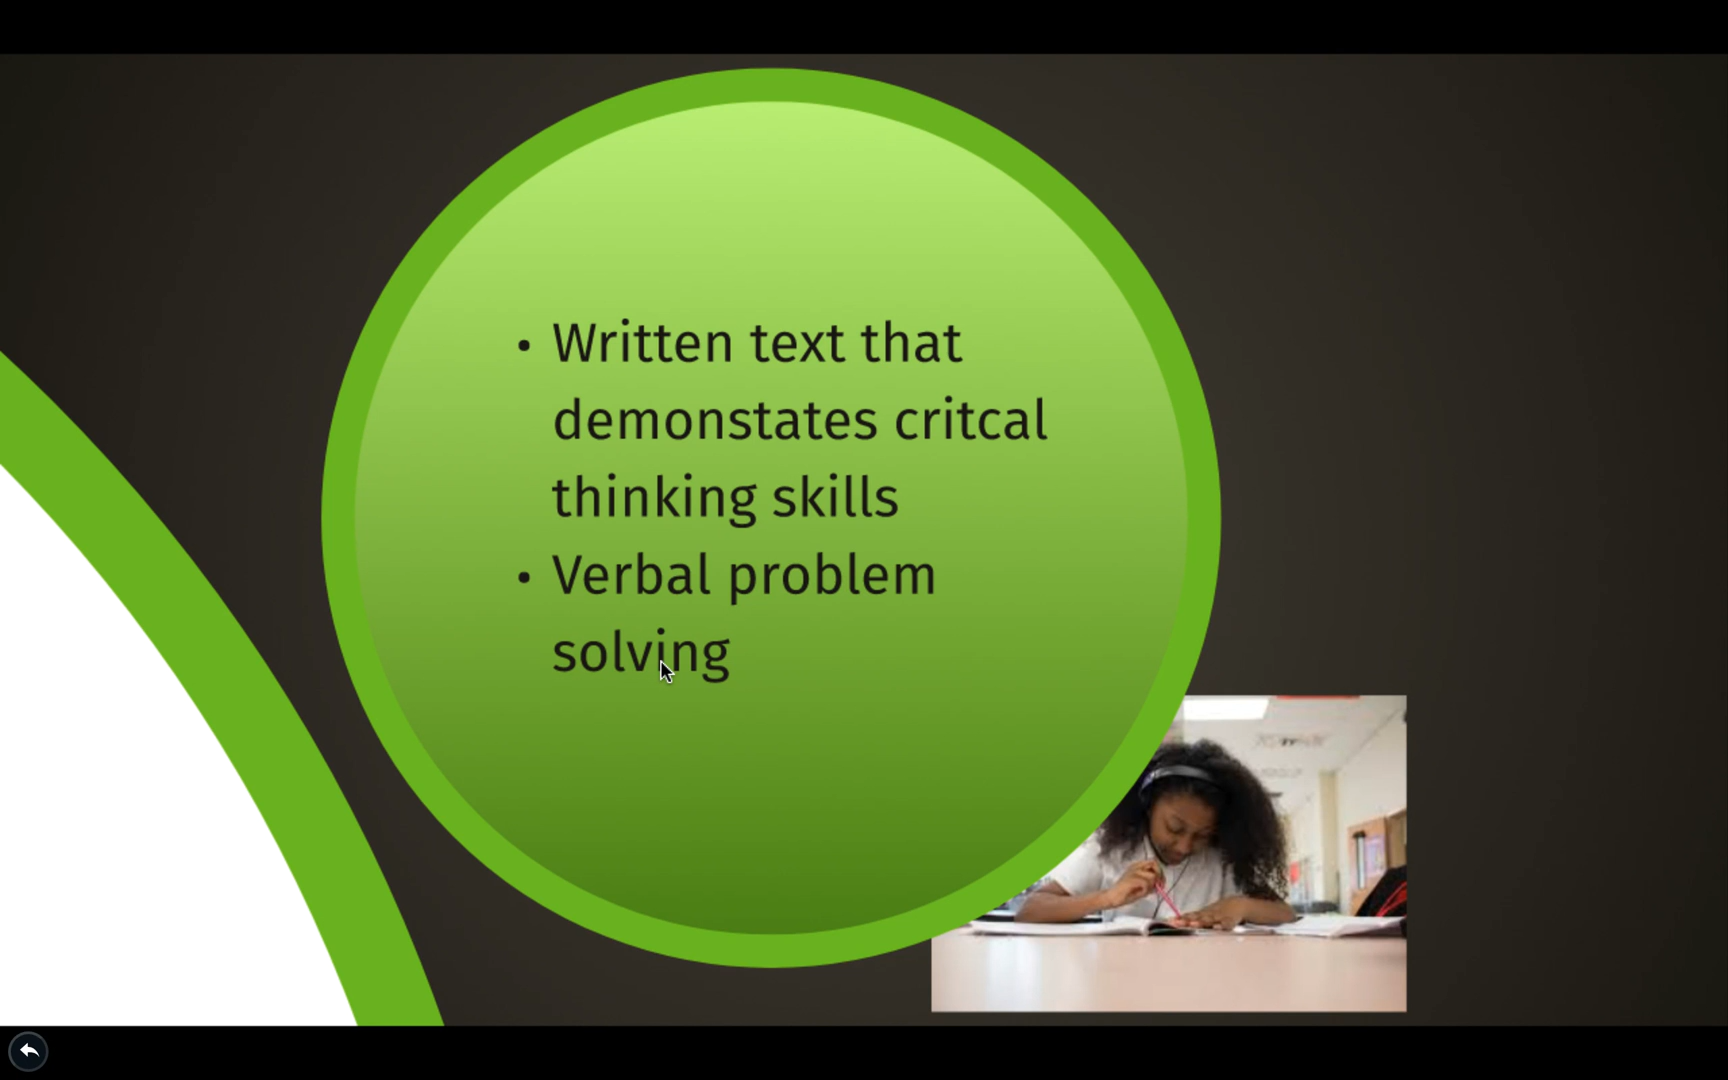 • Written text that
demonstates critcal
thinking skills
• Verbal problem
solving